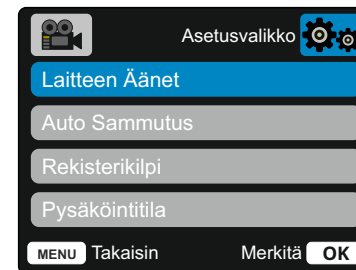 Asetusvalikko
Laitteen Äänet
Auto Sammutus
Rekisterikilpi
Pysäköintitila
MENU Takaisin Merkitä OK